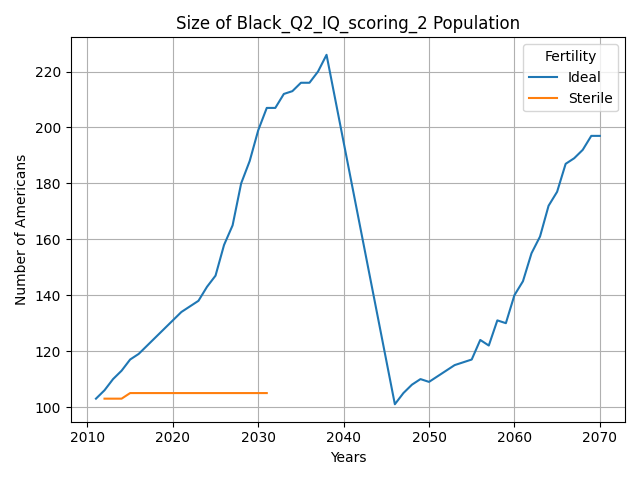 Size of Black_Q2_IQ_scoring_2 Population
Number of Americans
220
200
180
160
140
120
100
Fertility
Ideal
Sterile
2010
2020
2030
2040
2050
2060
2070
Years